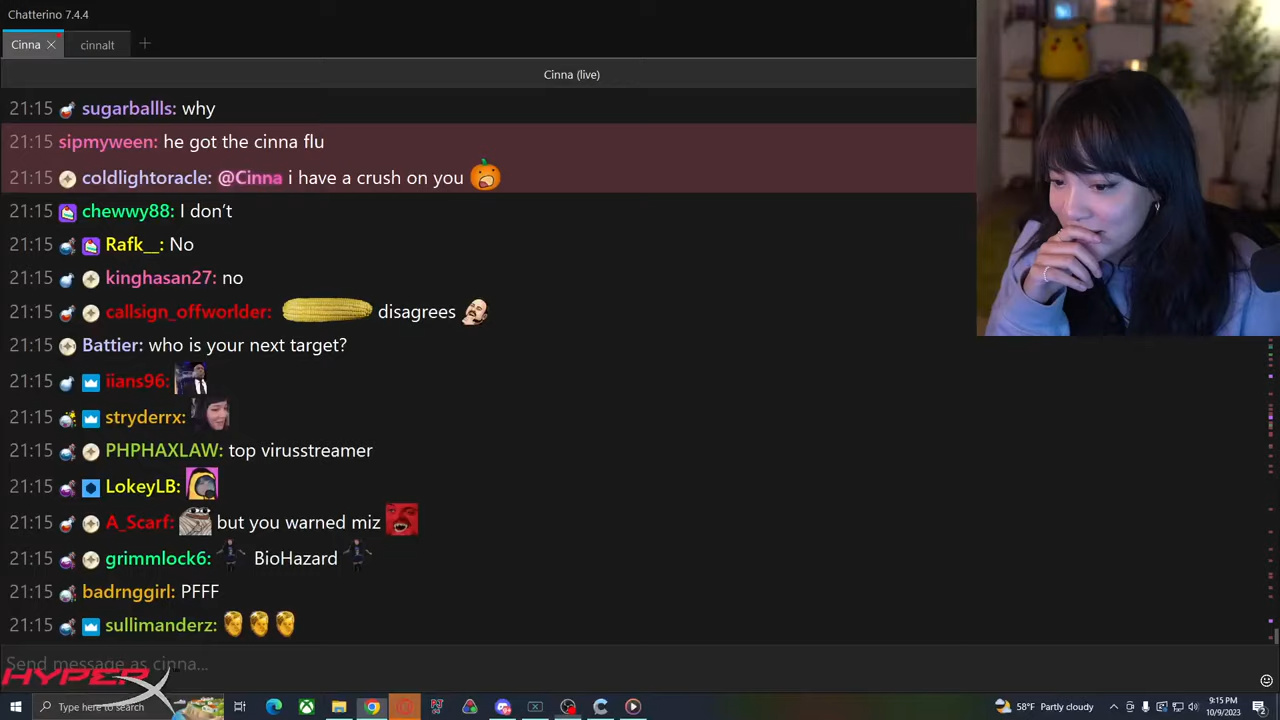 Chatterino 7.4.4
Cinna
cinnalt
Cinna (live)
21:15 sugarballls: why
21:15 sipmyween: he got the cinna flu
21:15 coldlightoracle: @Cinna i have a crush on you
21:15 chewwy88: I don't
21:15 Rafk__: No
21:15 kinghasan27: no
21:15 callsign_offworlder: disagrees
21:15 Battier: who is your next target?
21:15 iians96:
21:15 stryderrx:
21:15 PHPHAXLAW: top virusstreamer
21:15 LokeyLB:
21:15 A_Scarf: but you warned miz
21:15 grimmlock6: BioHazard
21:15 badrnggirl: PFFF
21:15 sullimanderz:
Send message as cinna...
HYPERX
Type here to search
58°F Partly cloudy
9:15 PM
10/9/2023
2